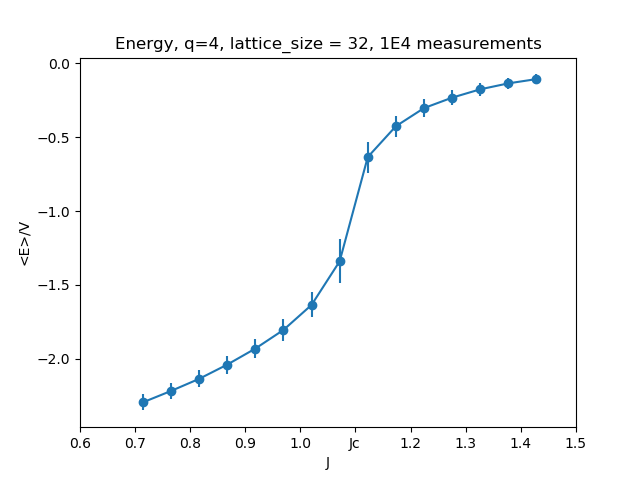 Energy, q=4, lattice_size = 32, 1E4 measurements
0.0
−0.5
−1.0
−1.5
−2.0
<E>/V
0.6 0.7 0.8 0.9 1.0 Jc 1.2 1.3 1.4 1.5
J